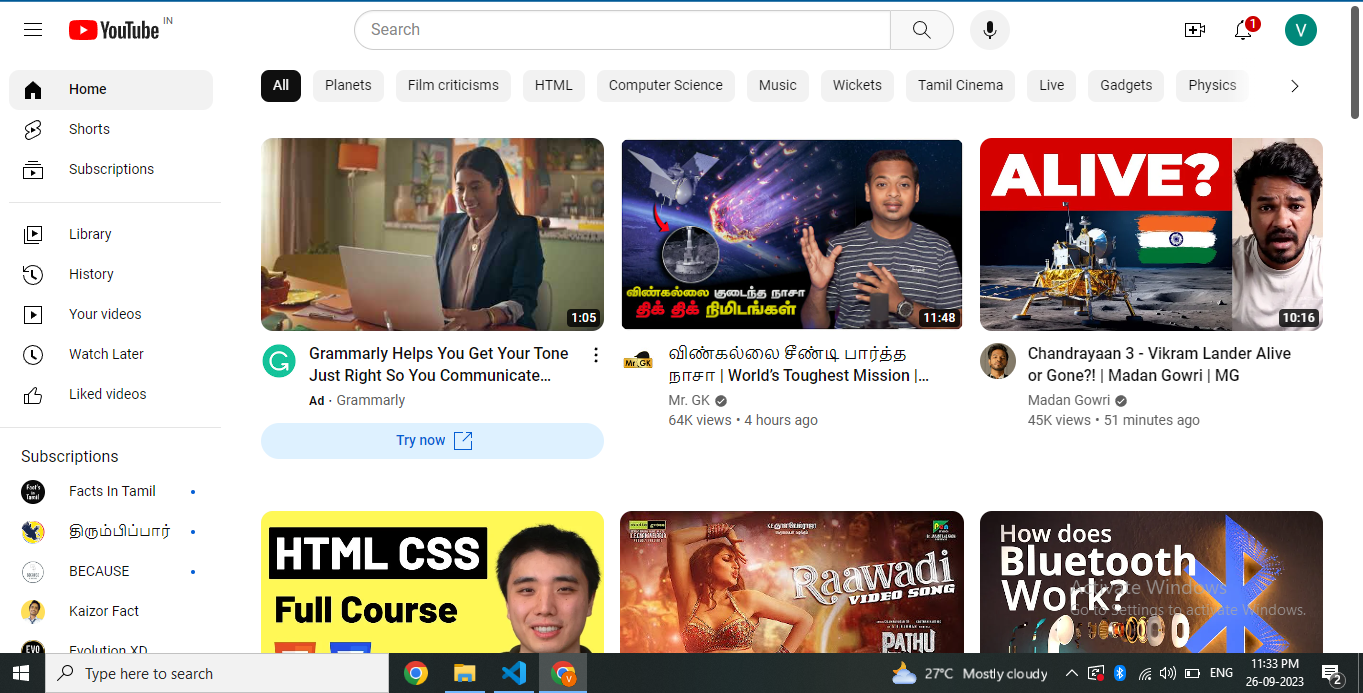 YouTube IN
Search
1
V
Home
Shorts
Subscriptions
Library
History
Your videos
Watch Later
Liked videos
Subscriptions
Facts In Tamil
திரும்பிப்பார்
BECAUSE
Kaizor Fact
EVO
Evolution XD
All Planets Film criticisms HTML Computer Science Music Wickets Tamil Cinema Live Gadgets Physics
1:05
Grammarly Helps You Get Your Tone
Just Right So You Communicate…
Ad · Grammarly
Try now
விண்கல்லை குடைந்த நாசா
திக் திக் நிமிடங்கள்
11:48
Mr. GK
விண்கல்லை சீண்டி பார்த்த
நாசா | World’s Toughest Mission |…
Mr. GK
64K views • 4 hours ago
ALIVE?
10:16
Chandrayaan 3 - Vikram Lander Alive
or Gone?! | Madan Gowri | MG
Madan Gowri
45K views • 51 minutes ago
HTML CSS
Full Course
Raawadi
VIDEO SONG
PATHU
How does
Bluetooth
Work?
Activate Windows
Go to Settings to activate Windows.
Type here to search
V
27°C Mostly cloudy
ENG
11:33 PM
26-09-2023
2